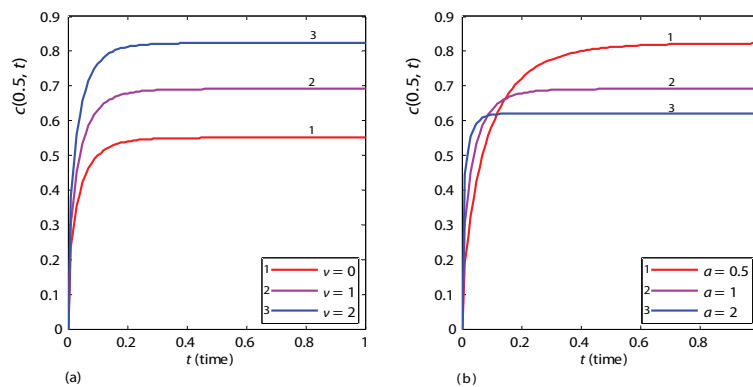 0.9
0.8
0.7
0.6
0.5
0.4
0.3
0.2
0.1
0
c(0.5, t)
3
2
1
1 v = 0
2 v = 1
3 v = 2
0 0.2 0.4 0.6 0.8 1
t (time)
(a)
0.9
0.8
0.7
0.6
0.5
0.4
0.3
0.2
0.1
0
c(0.5, t)
1
2
3
1 a = 0.5
2 a = 1
3 a = 2
0 0.2 0.4 0.6 0.8
t (time)
(b)